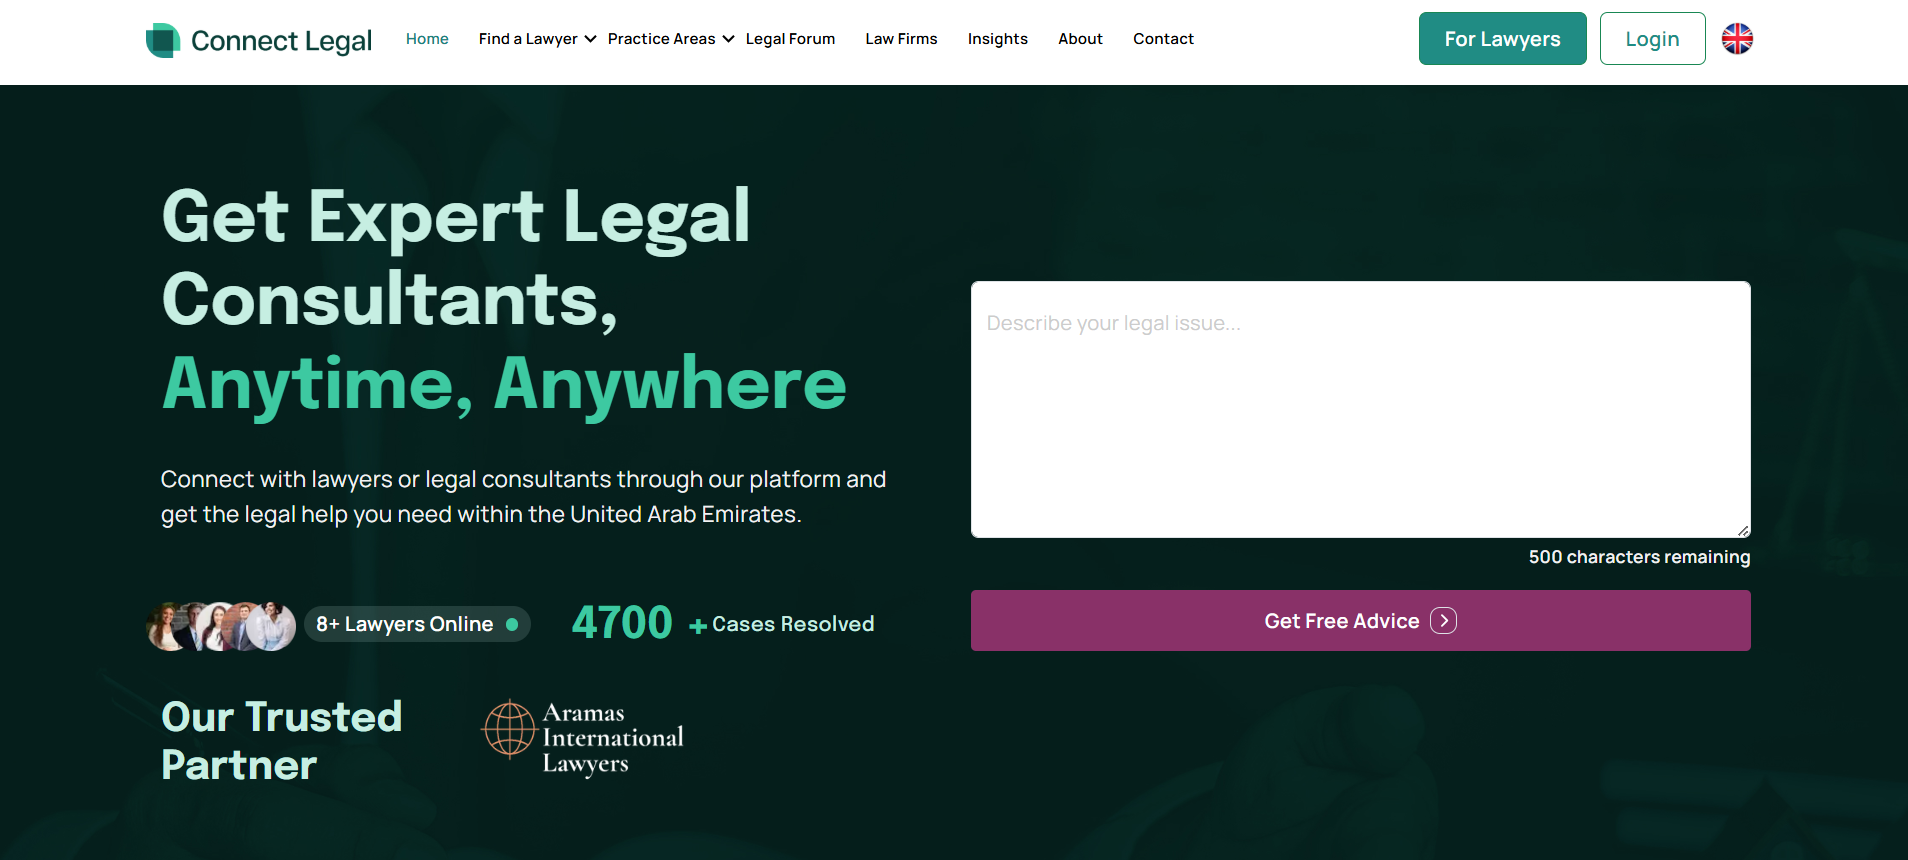 Connect Legal
Home
Find a Lawyer
Practice Areas
Legal Forum
Law Firms
Insights
About
Contact
For Lawyers
Login
Get Expert Legal
Consultants,
Anytime, Anywhere
Connect with lawyers or legal consultants through our platform and
get the legal help you need within the United Arab Emirates.
8+ Lawyers Online
4700 + Cases Resolved
Our Trusted
Partner
Aramas
International
Lawyers
Describe your legal issue...
500 characters remaining
Get Free Advice